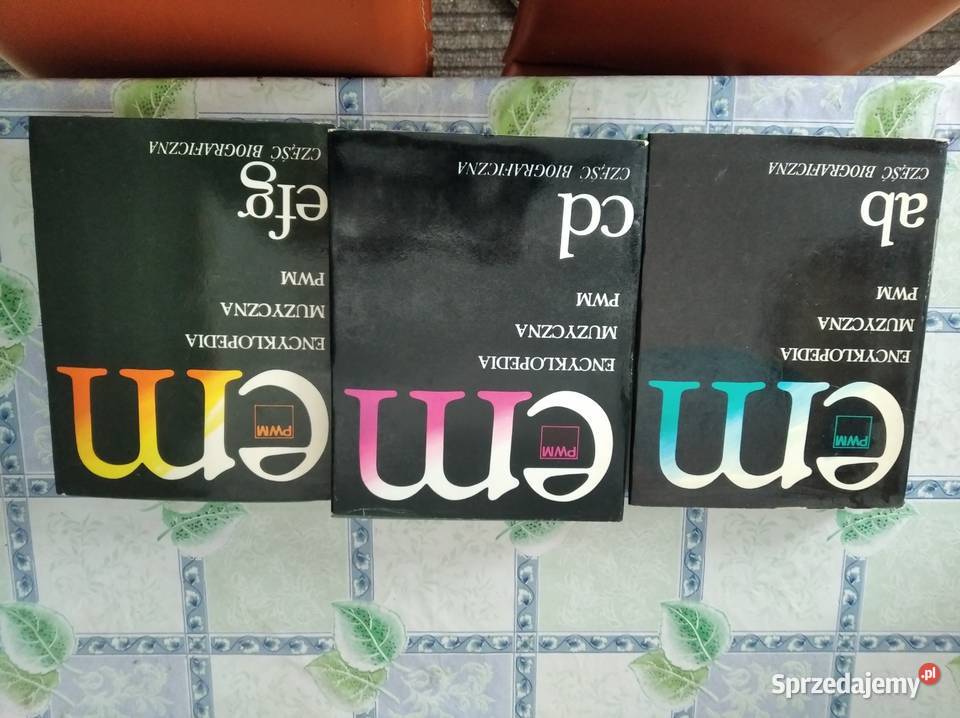 em
PWM
ENCYKLOPEDIA
MUZYCZNA
PWM
ab
CZĘŚĆ BIOGRAFICZNA
em
PWM
ENCYKLOPEDIA
MUZYCZNA
PWM
cd
CZĘŚĆ BIOGRAFICZNA
em
PWM
ENCYKLOPEDIA
MUZYCZNA
PWM
efg
CZĘŚĆ BIOGRAFICZNA
Sprzedajemy.pl